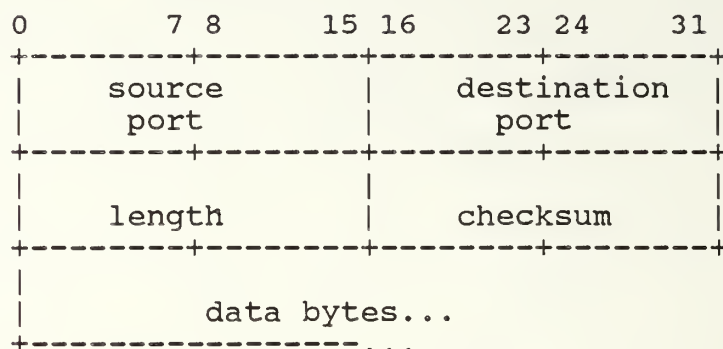 0 7 8 15 16 23 24 31
source destination
port port
length checksum
data bytes...
...